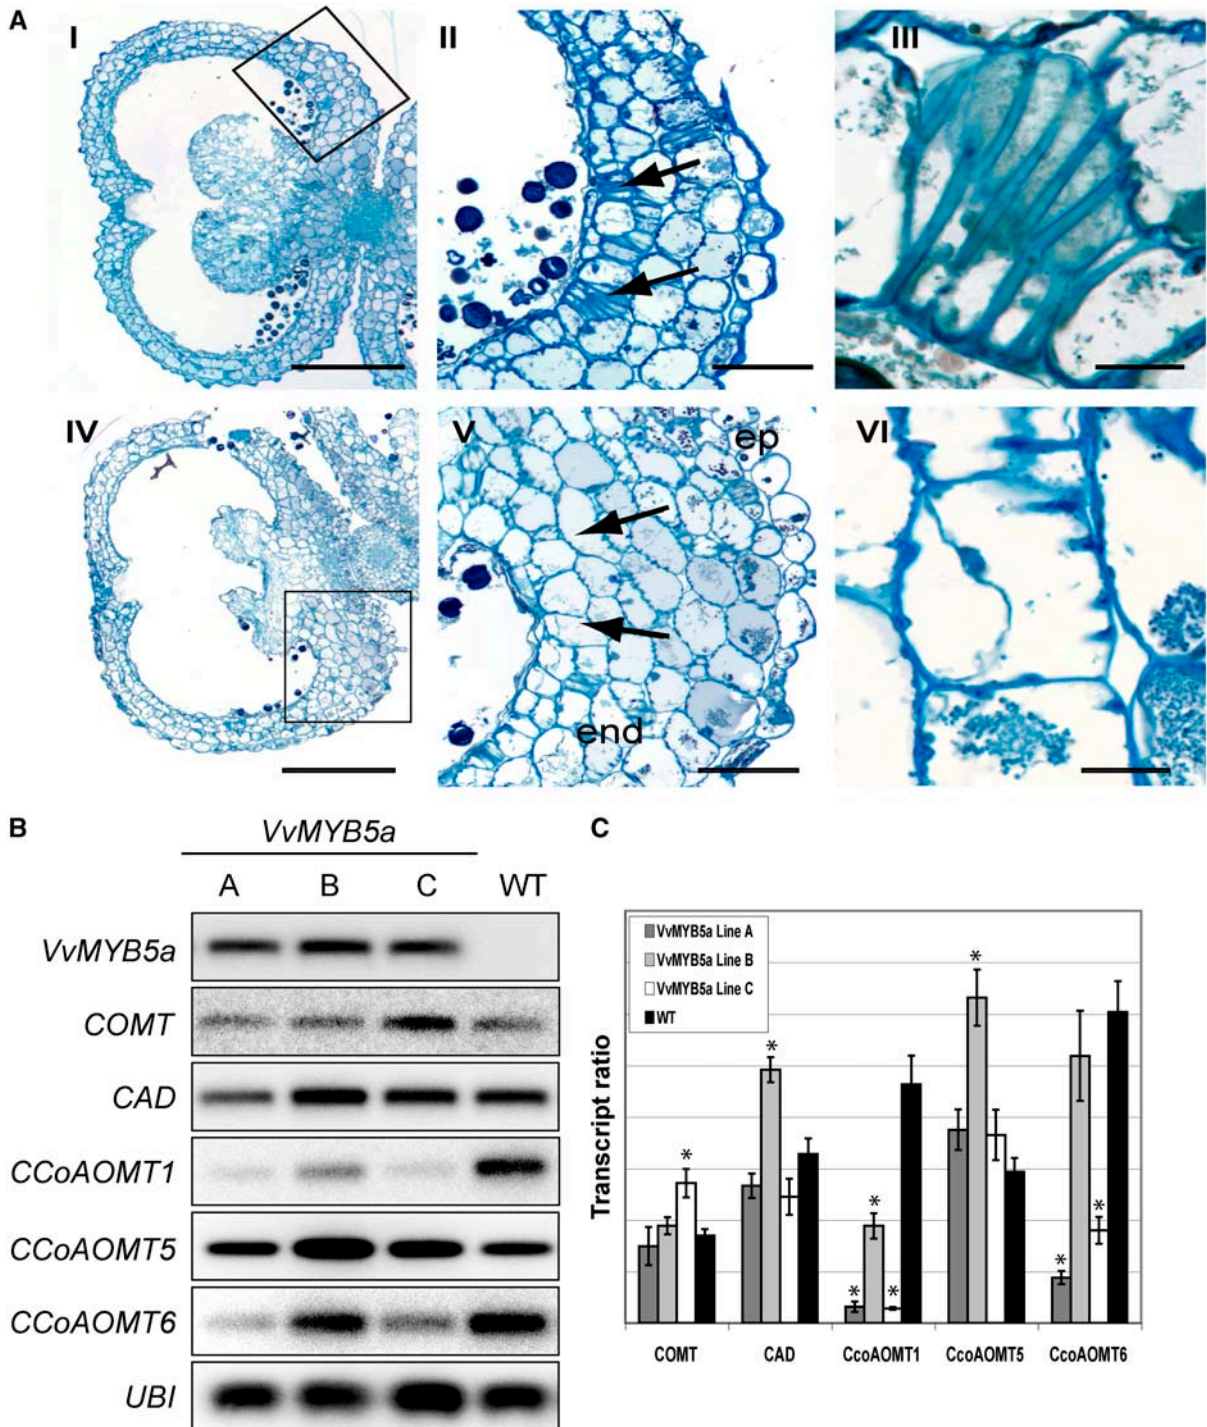 A
I
II
III
IV
V
ep
end
VI
B
VvMYB5a
A B C WT
VvMYB5a
COMT
CAD
CCoAOMT1
CCoAOMT5
CCoAOMT6
UBI
C
Transcript ratio
VvMYB5a Line A
VvMYB5a Line B
VvMYB5a Line C
WT
* * * * * * * *
COMT CAD CcoAOMT1 CcoAOMT5 CcoAOMT6